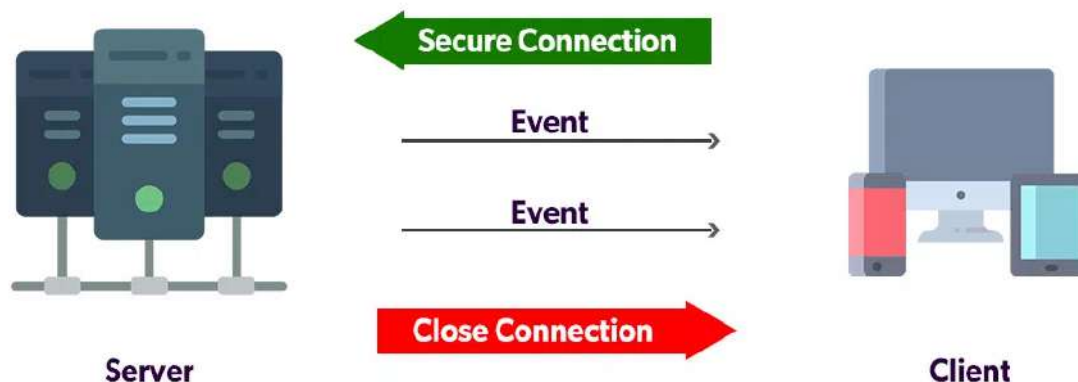 Secure Connection
Event
Event
Close Connection
Server
Client